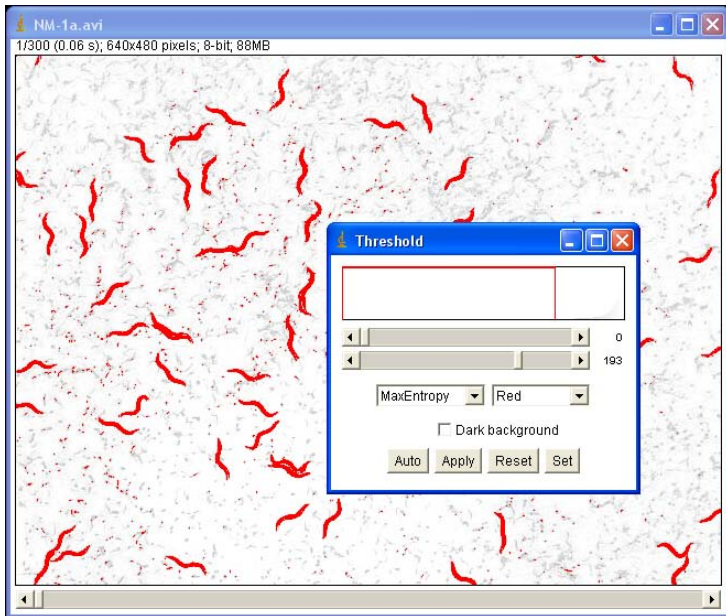 NM-1a.avi
1/300 (0.06 s); 640x480 pixels; 8-bit; 88MB
Threshold
0
193
MaxEntropy Red
Dark background
Auto Apply Reset Set